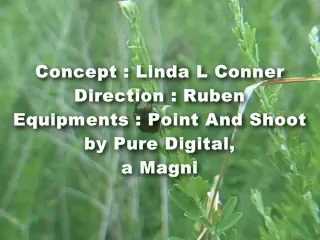 Concept : Linda L Conner
Direction : Ruben
Equipments : Point And Shoot
by Pure Digital,
a Magni